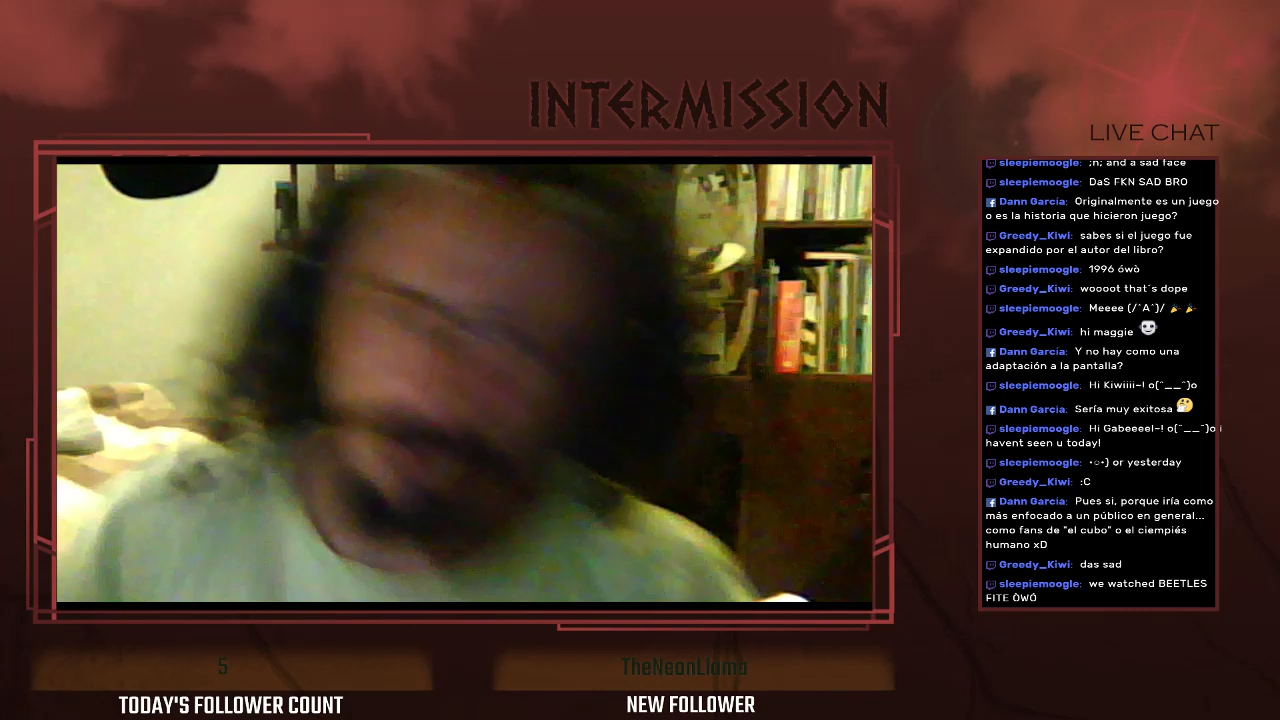 INTERMISSION
LIVE CHAT
sleepiemoogle: ;n; and a sad face
sleepiemoogle: DaS FKN SAD BRO
Dann García: Originalmente es un juego
o es la historia que hicieron juego?
Greedy_Kiwi: sabes si el juego fue
expandido por el autor del libro?
sleepiemoogle: 1996 ówò
Greedy_Kiwi: woooot that´s dope
sleepiemoogle: Meeee (/^A^)/ 🎉 🎉
Greedy_Kiwi: hi maggie
Dann García: Y no hay como una
adaptación a la pantalla?
sleepiemoogle: Hi Kiwiiii~! o(^__^)o
Dann García: Sería muy exitosa 🤔
sleepiemoogle: Hi Gabeeeel~! o(^__^)o i
havent seen u today!
sleepiemoogle: •○•) or yesterday
Greedy_Kiwi: :C
Dann García: Pues si, porque iría como
más enfocado a un público en general...
como fans de "el cubo" o el ciempiés
humano xD
Greedy_Kiwi: das sad
sleepiemoogle: we watched BEETLES
FITE ÒWÓ
5
TheNeonLlama
TODAY'S FOLLOWER COUNT
NEW FOLLOWER